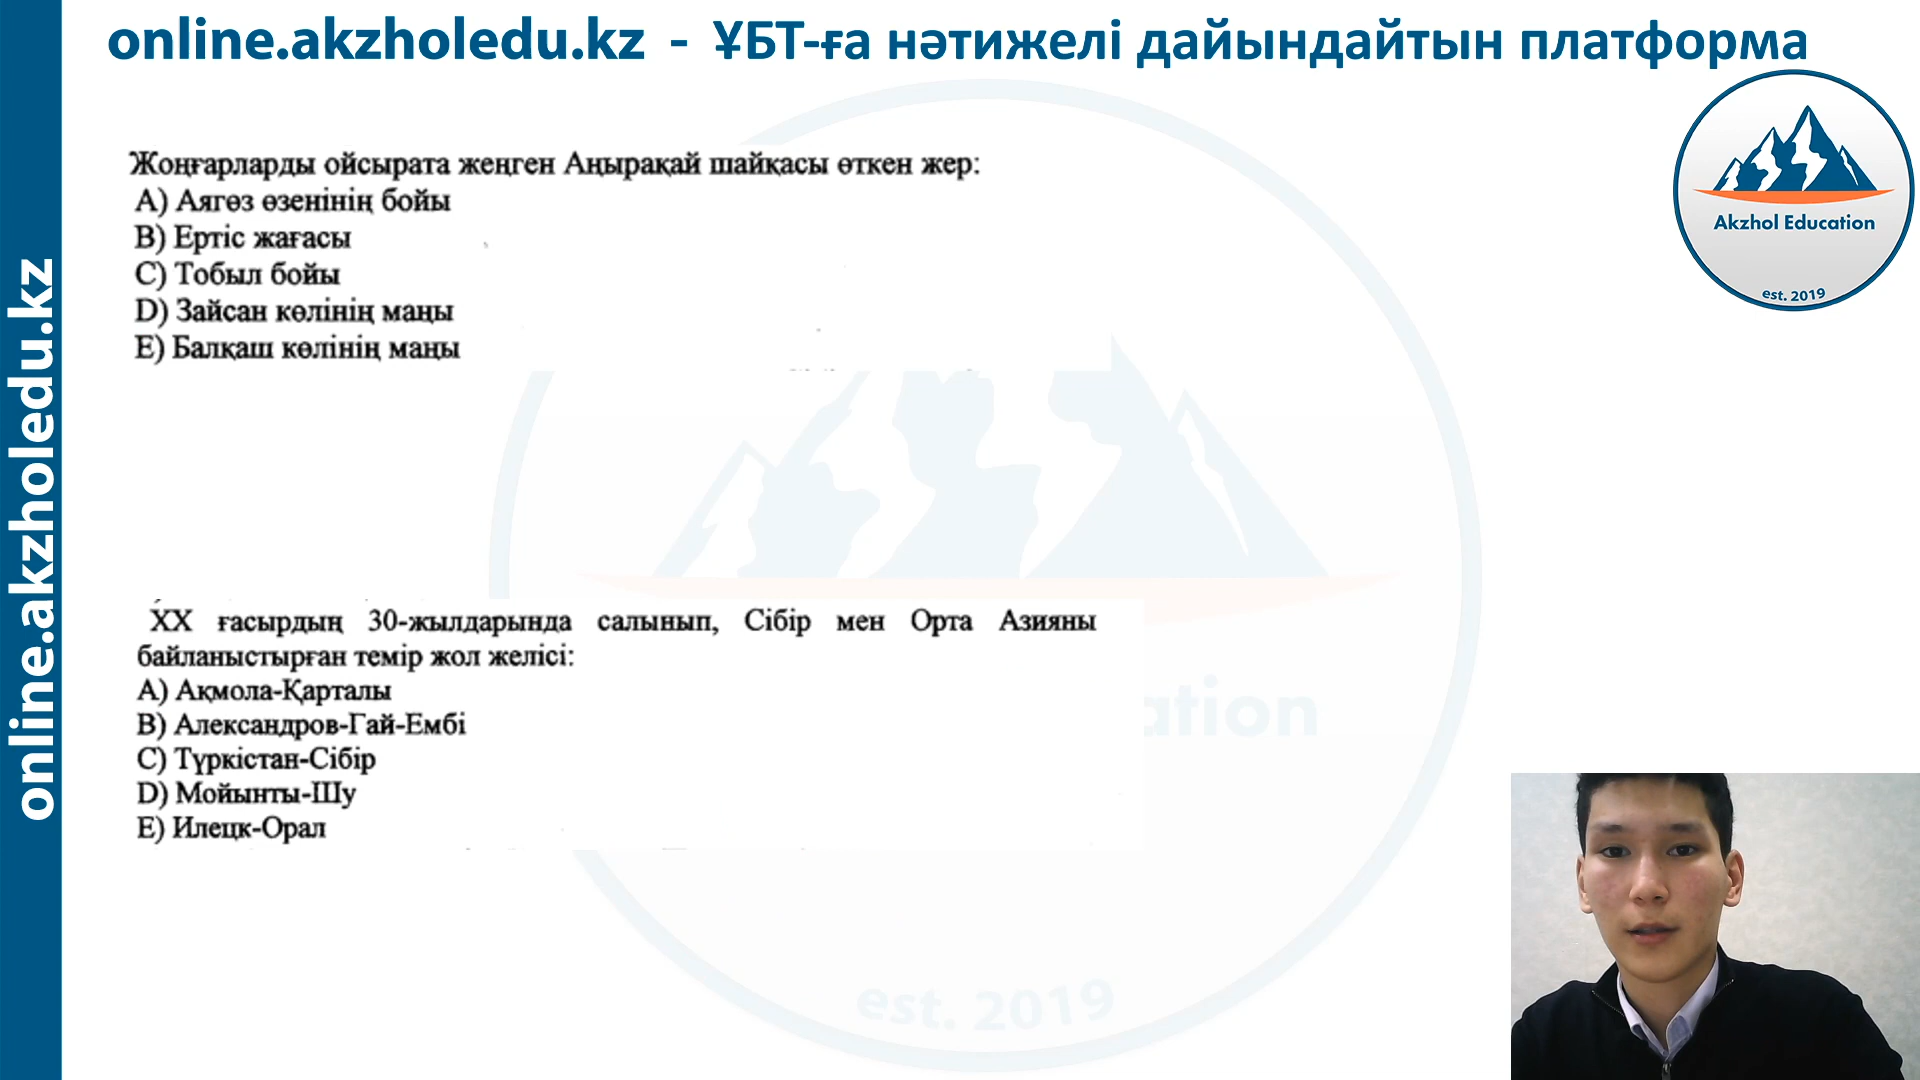 online.akzholedu.kz - ҰБТ-ға нәтижелі дайындайтын платформа
online.akzholedu.kz
Akzhol Education
est. 2019
Жоңғарларды ойсырата жеңген Аңырақай шайқасы өткен жер:
A) Аягөз өзенінің бойы
B) Ертіс жағасы
C) Тобыл бойы
D) Зайсан көлінің маңы
E) Балқаш көлінің маңы
XX ғасырдың 30-жылдарында салынып, Сібір мен Орта Азияны
байланыстырған темір жол желісі:
A) Ақмола-Қарталы
B) Александров-Гай-Ембі
C) Түркістан-Сібір
D) Мойынты-Шу
E) Илецк-Орал
ation
est. 2019